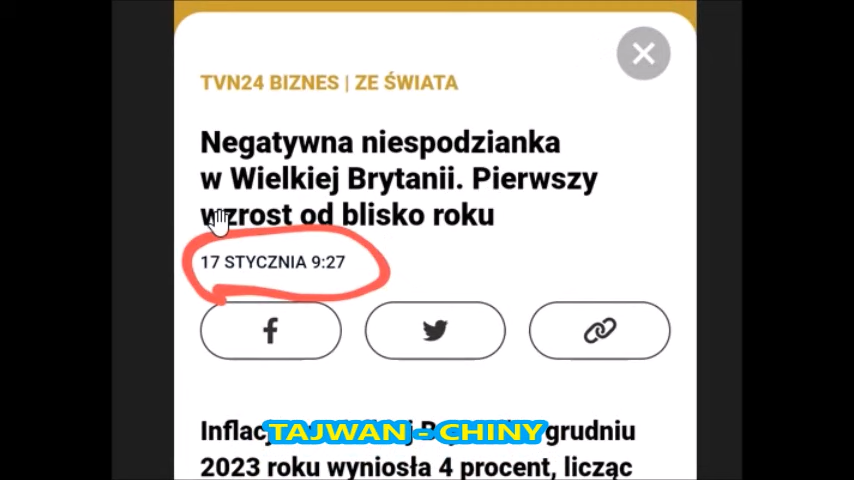 TVN24 BIZNES | ZE ŚWIATA
Negatywna niespodzianka
w Wielkiej Brytanii. Pierwszy
wzrost od blisko roku
17 STYCZNIA 9:27
TAJWAN - CHINY
grudniu
2023 roku wyniosła 4 procent, licząc